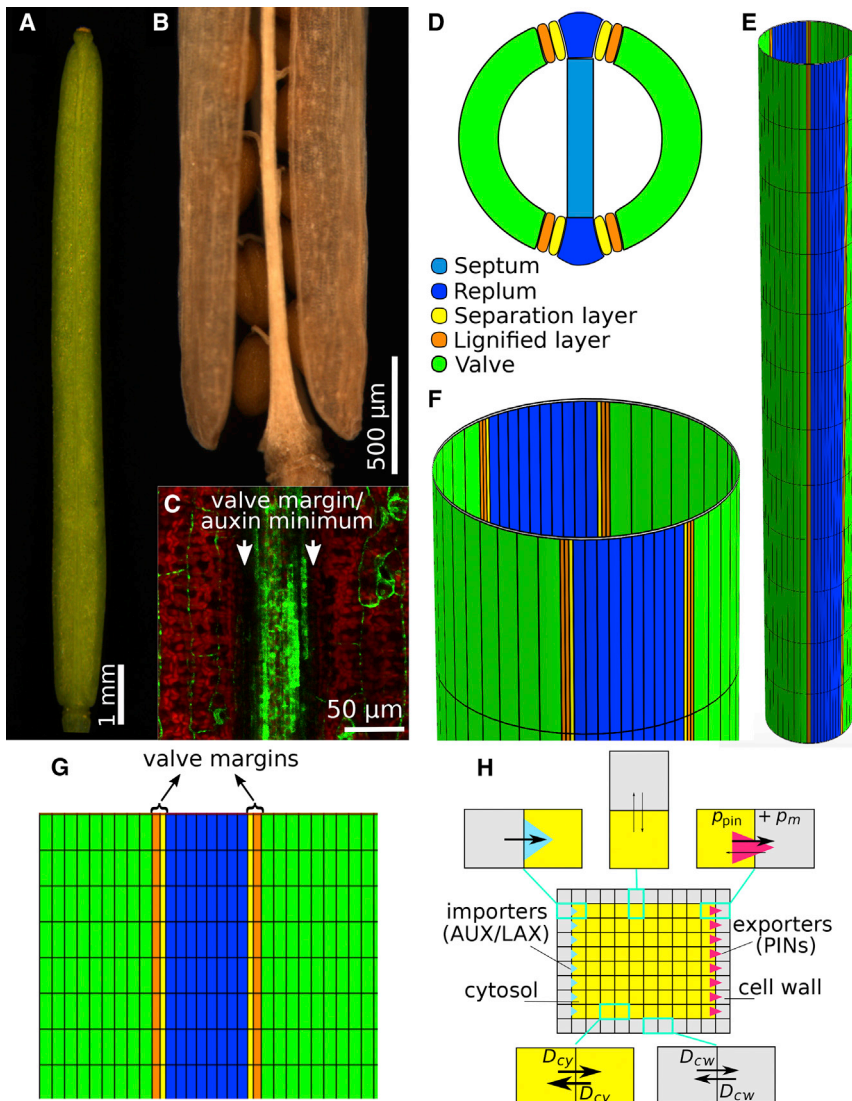 A
B
D
E
1 mm
500 μm
C
valve margin/
auxin minimum
50 μm
Septum
Replum
Separation layer
Lignified layer
Valve
F
G
valve margins
H
p_pin + p_m
importers
(AUX/LAX)
exporters
(PINs)
cytosol
cell wall
D_cy
D_cy
D_cw
D_cw